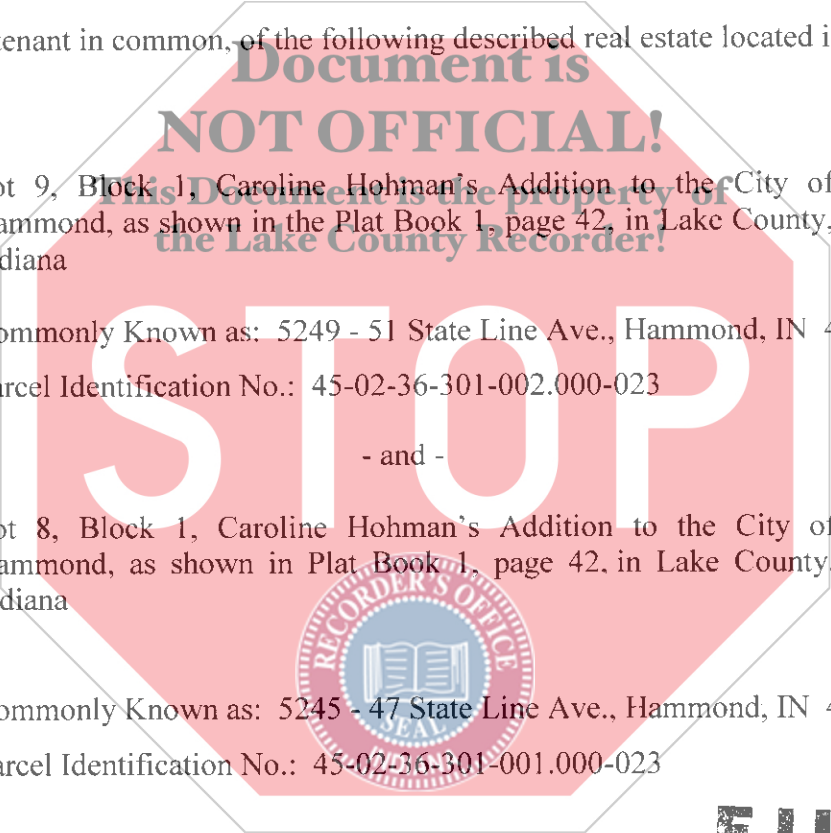 tenant in common, of the following described real estate located i
Document is
NOT OFFICIAL!
This Document is the property of
the Lake County Recorder!
ot 9, Block 1, Caroline Hohman's Addition to the City of
ammond, as shown in the Plat Book 1, page 42, in Lake County,
diana
ommonly Known as: 5249 - 51 State Line Ave., Hammond, IN 4
arcel Identification No.: 45-02-36-301-002.000-023
STOP
- and -
ot 8, Block 1, Caroline Hohman's Addition to the City of
ammond, as shown in Plat Book 1, page 42, in Lake County,
diana
RECORDER'S OFFICE
SEAL
ommonly Known as: 5245 - 47 State Line Ave., Hammond, IN 4
arcel Identification No.: 45-02-36-301-001.000-023